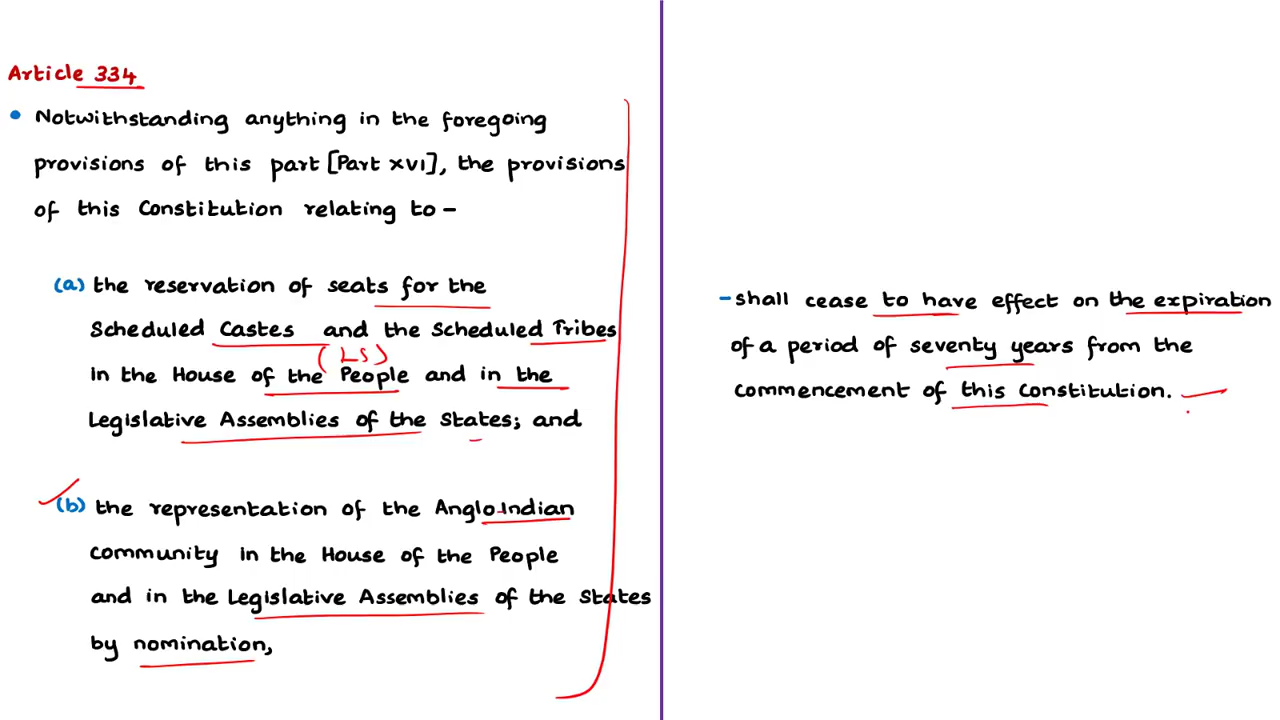 Article 334
• Notwithstanding anything in the foregoing
provisions of this part [Part XVI], the provisions
of this Constitution relating to -
(a) the reservation of seats for the
Scheduled Castes and the Scheduled Tribes
(LS)
in the House of the People and in the
Legislative Assemblies of the States; and
(b) the representation of the Anglo-Indian
community in the House of the People
and in the Legislative Assemblies of the States
by nomination,
- shall cease to have effect on the expiration
of a period of seventy years from the
commencement of this Constitution.